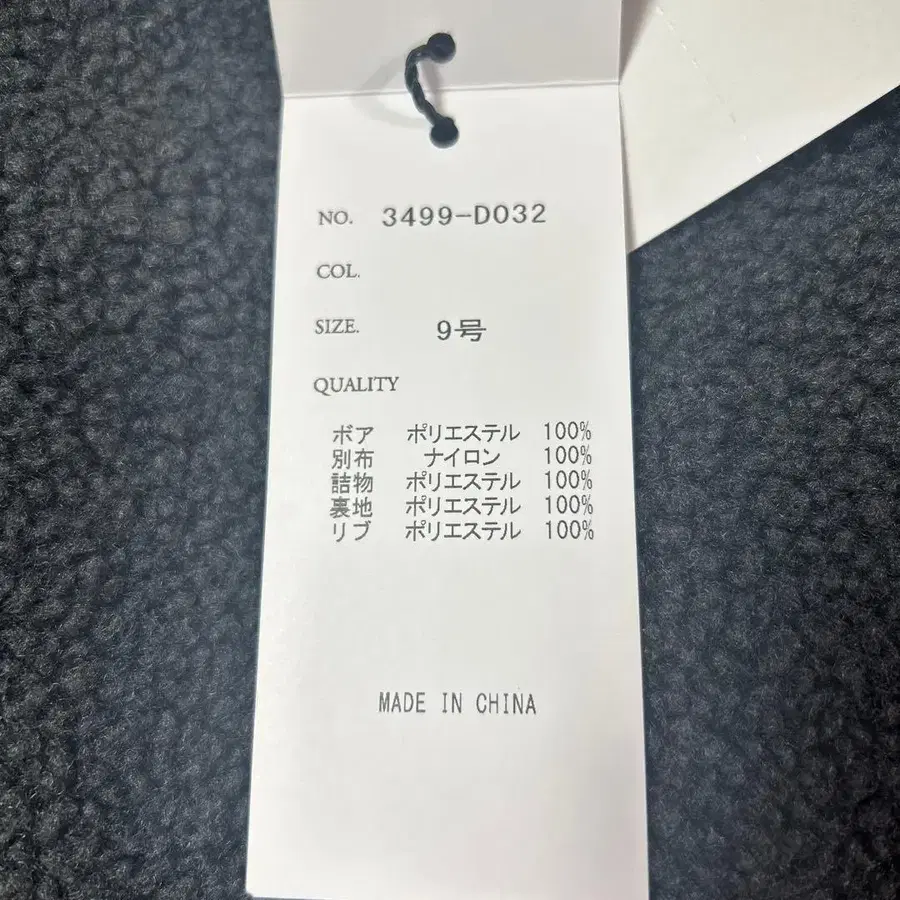 NO. 3499-D032
COL.
SIZE. 9号
QUALITY
ボア ポリエステル 100%
別布 ナイロン 100%
詰物 ポリエステル 100%
裏地 ポリエステル 100%
リブ ポリエステル 100%
MADE IN CHINA